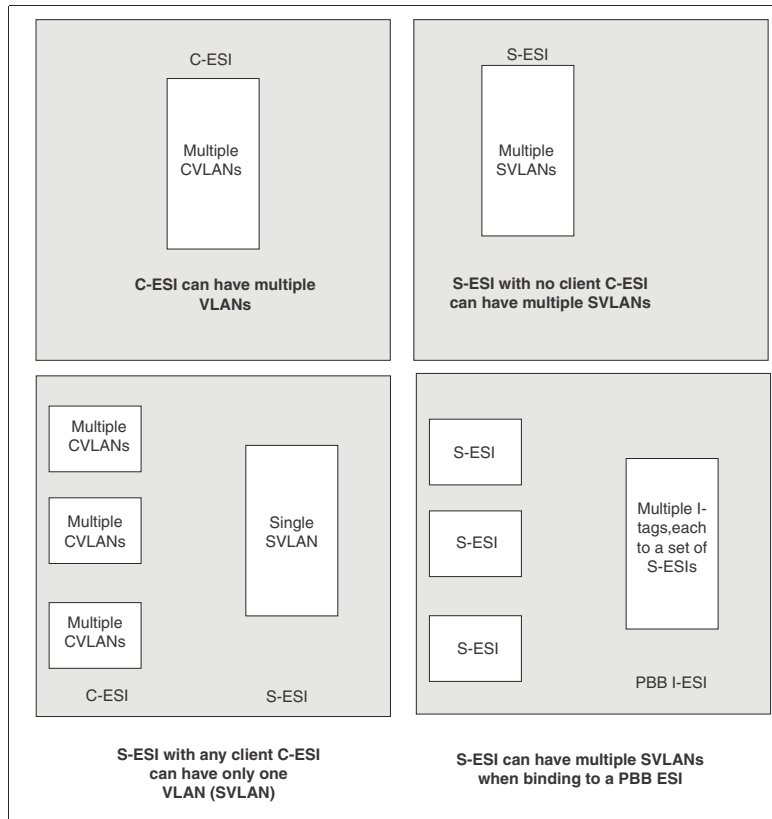 C-ESI
Multiple
CVLANs
C-ESI can have multiple
VLANs
S-ESI
Multiple
SVLANs
S-ESI with no client C-ESI
can have multiple SVLANs
Multiple
CVLANs
Multiple
CVLANs
Multiple
CVLANs
C-ESI
Single
SVLAN
S-ESI
S-ESI with any client C-ESI
can have only one
VLAN (SVLAN)
S-ESI
S-ESI
S-ESI
Multiple I-
tags,each
to a set of
S-ESIs
PBB I-ESI
S-ESI can have multiple SVLANs
when binding to a PBB ESI